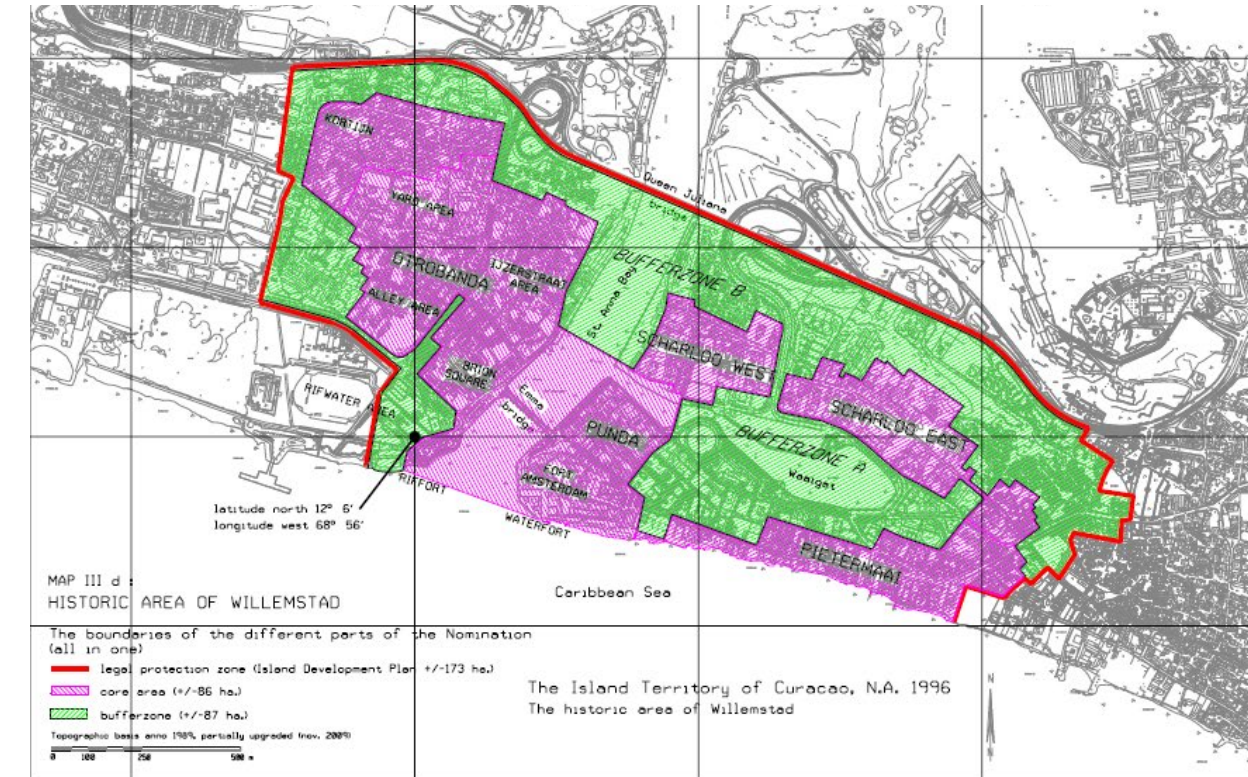 KORTIJN
Queen Juliana
bridge
YARD AREA
OTROBANDA
IJZERSTRAAT
AREA
BUFFERZONE B
St. Anna Bay
ALLEY AREA
SCHARLOO WEST
BRION
SQUARE
RIFWATER AREA
Emma
bridge
SCHARLOO EAST
PUNDA
BUFFERZONE A
Waaigat
FORT
AMSTERDAM
RIFFORT
WATERFORT
latitude north 12° 6'
longitude west 68° 56'
PIETERMAAI
Caribbean Sea
MAP III d :
HISTORIC AREA OF WILLEMSTAD
The boundaries of the different parts of the Nomination
(all in one)
legal protection zone (Island Development Plan +/-173 ha.)
core area (+/-86 ha.)
bufferzone (+/-87 ha.)
Topographic basis anno 1989, partially upgraded (nov. 2009)
0 100 250 500 m
The Island Territory of Curacao, N.A. 1996
The historic area of Willemstad
N